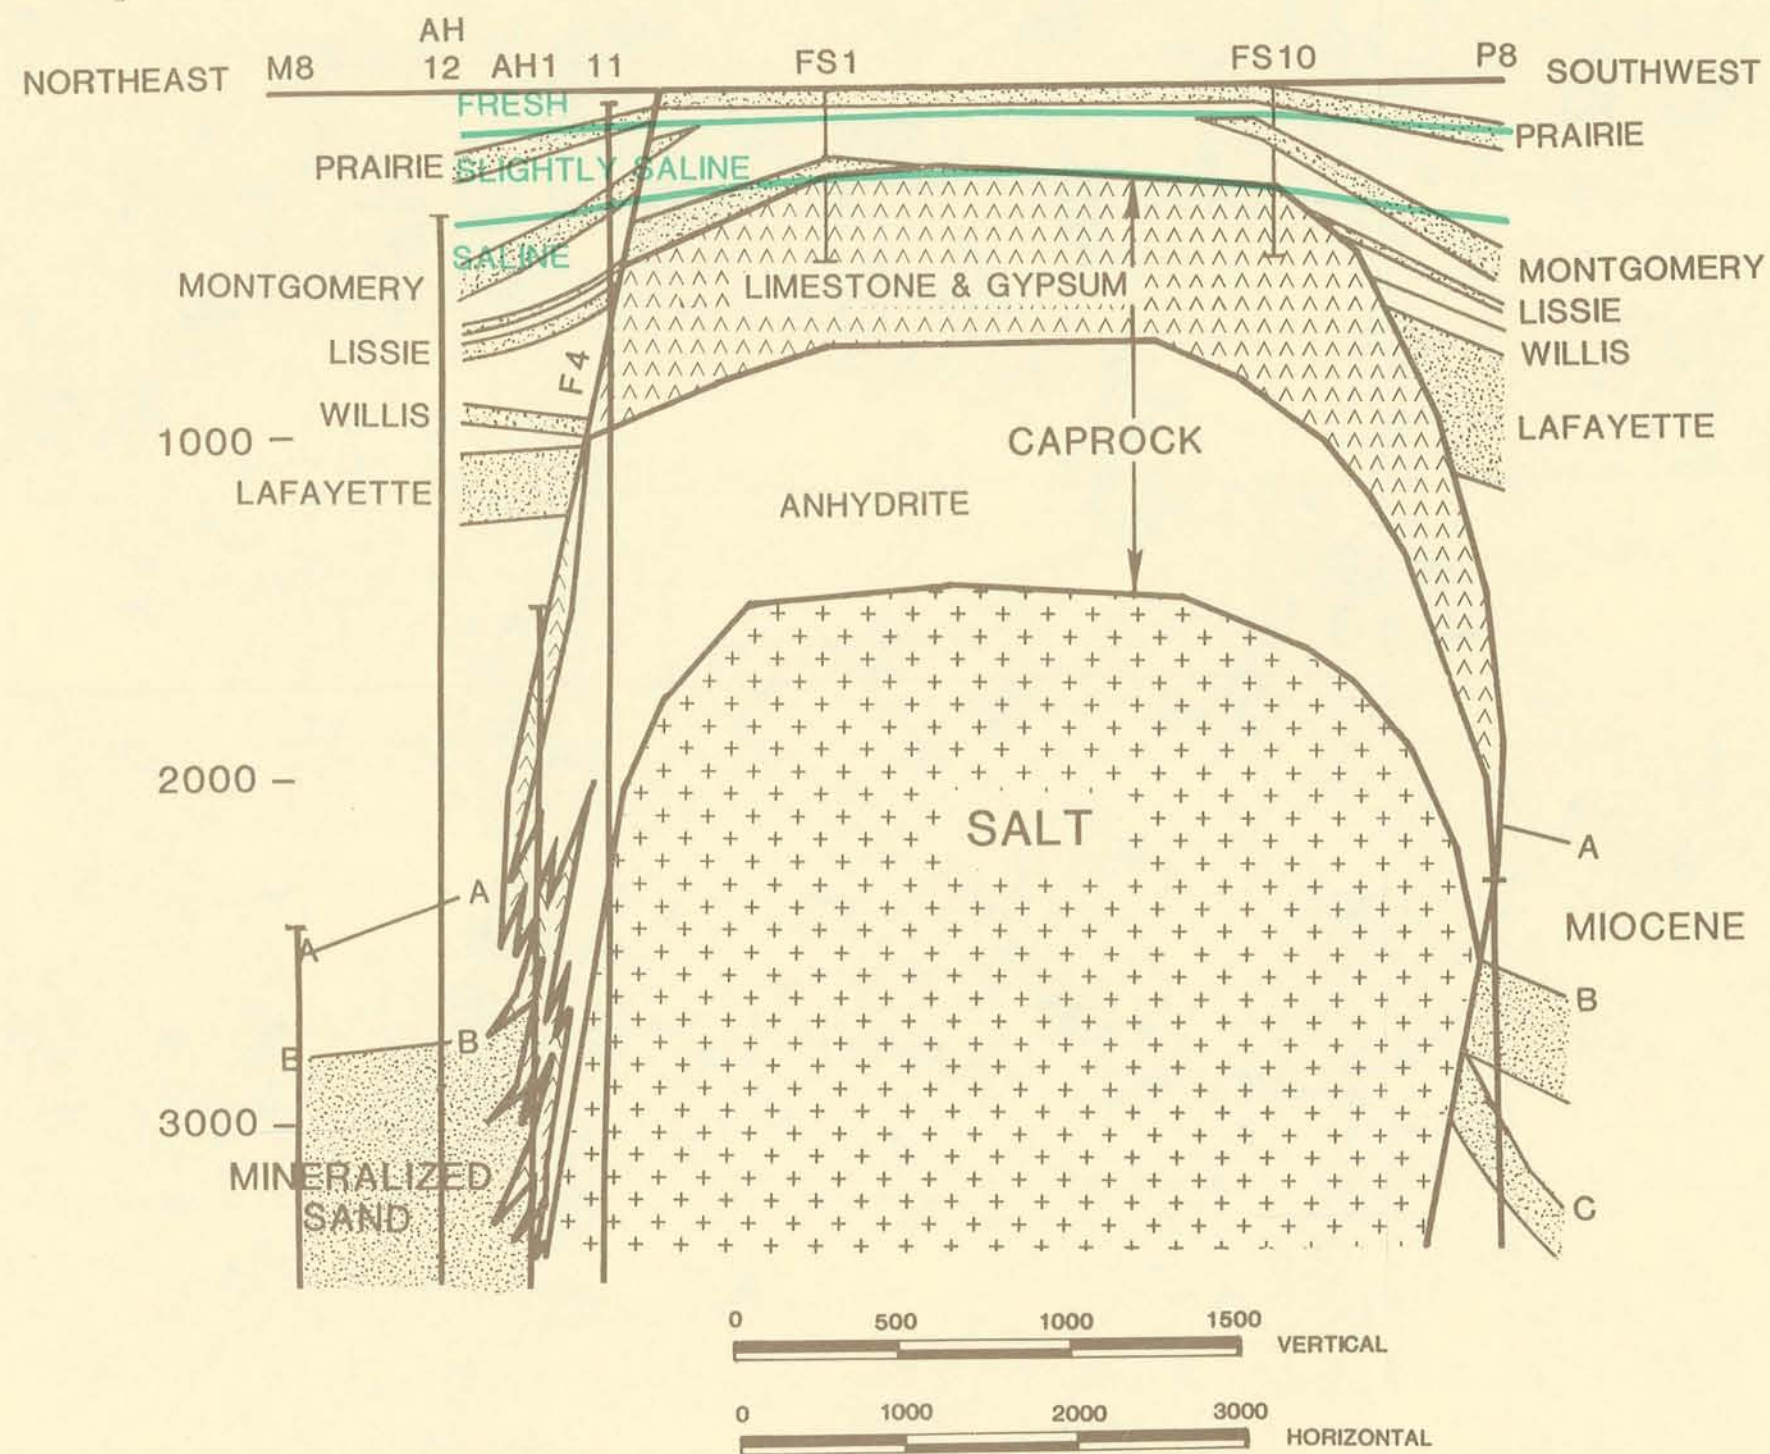 AH
NORTHEAST M8 12 AH1 11 FS1 FS10 P8 SOUTHWEST
FRESH
PRAIRIE SLIGHTLY SALINE PRAIRIE
SALINE
MONTGOMERY LIMESTONE & GYPSUM MONTGOMERY
LISSIE
LISSIE F4 WILLIS
WILLIS
1000 CAPROCK LAFAYETTE
LAFAYETTE ANHYDRITE
2000
SALT
A
A
A MIOCENE
B
B B
3000
MINERALIZED
SAND C
0 500 1000 1500
VERTICAL
0 1000 2000 3000
HORIZONTAL